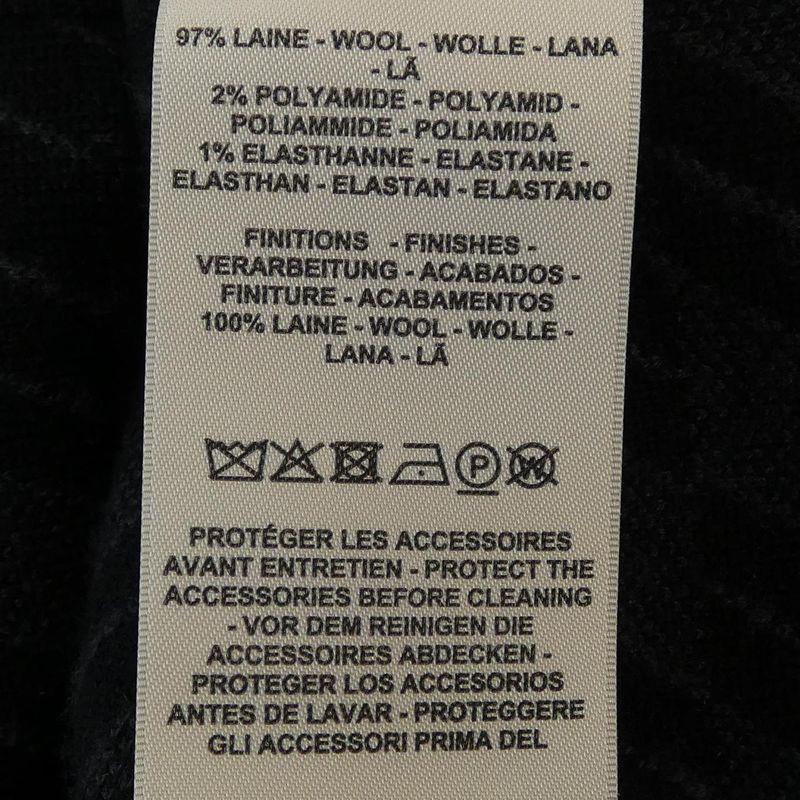 97% LAINE - WOOL - WOLLE - LANA
- LÃ
2% POLYAMIDE - POLYAMID -
POLIAMMIDE - POLIAMIDA
1% ELASTHANNE - ELASTANE -
ELASTHAN - ELASTAN - ELASTANO
FINITIONS - FINISHES -
VERARBEITUNG - ACABADOS -
FINITURE - ACABAMENTOS
100% LAINE - WOOL - WOLLE -
LANA - LÃ
P W
PROTÉGER LES ACCESSOIRES
AVANT ENTRETIEN - PROTECT THE
ACCESSORIES BEFORE CLEANING
- VOR DEM REINIGEN DIE
ACCESSOIRES ABDECKEN -
PROTEGER LOS ACCESORIOS
ANTES DE LAVAR - PROTEGGERE
GLI ACCESSORI PRIMA DEL